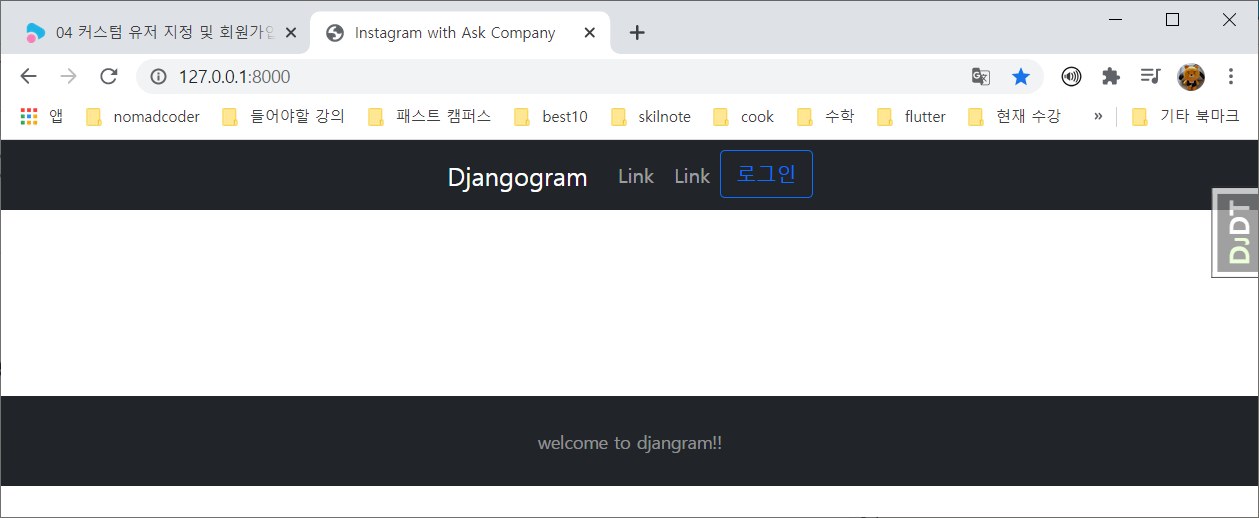 04 커스텀 유저 지정 및 회원가입
Instagram with Ask Company
127.0.0.1:8000
앱 nomadcoder 들어야할 강의 패스트 캠퍼스 best10 skilnote cook 수학 flutter 현재 수강 » 기타 북마크
Djangogram Link Link 로그인
DjDT
welcome to djangram!!